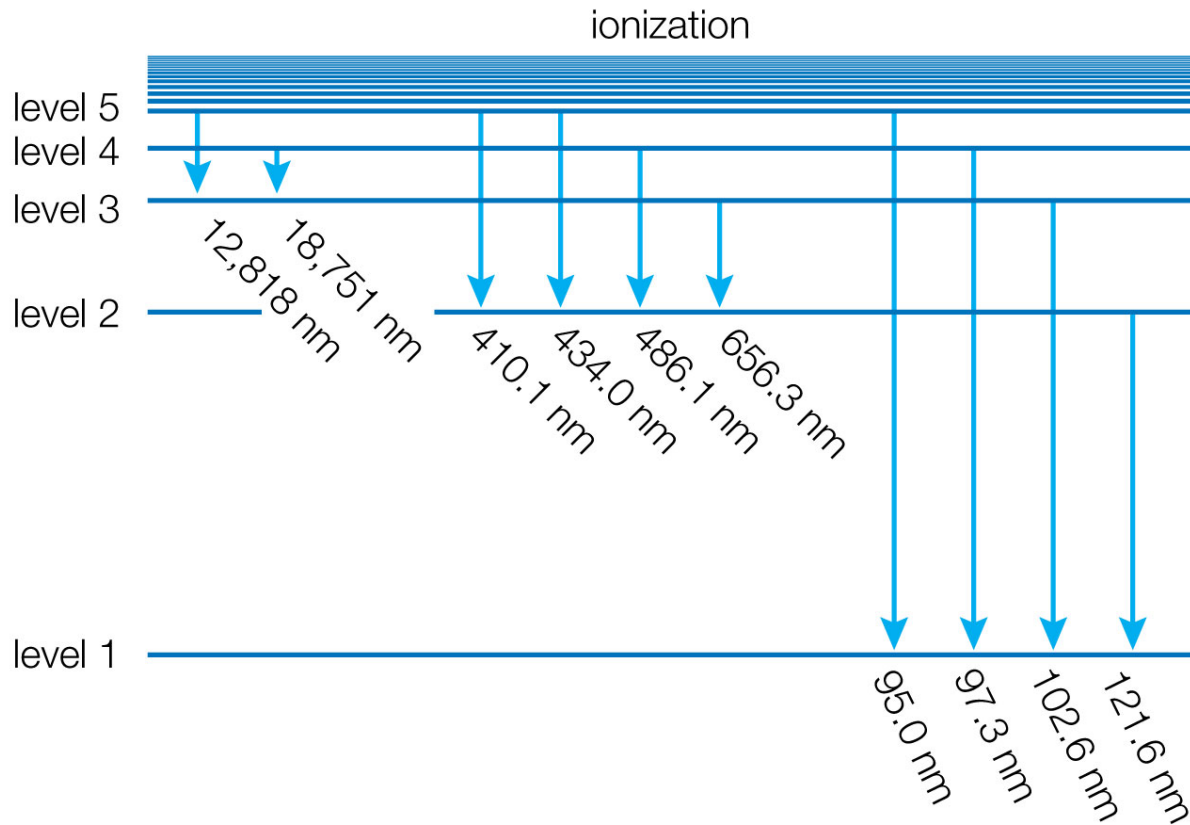 ionization
level 5
level 4
level 3
level 2
level 1
12,818 nm
18,751 nm
410.1 nm
434.0 nm
486.1 nm
656.3 nm
95.0 nm
97.3 nm
102.6 nm
121.6 nm